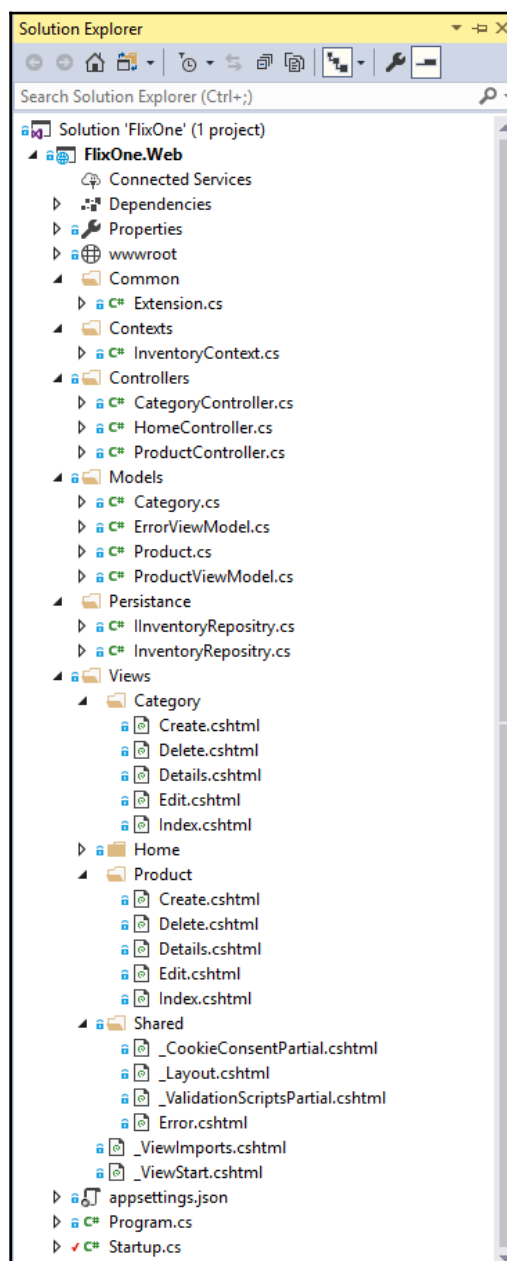 Solution Explorer
Search Solution Explorer (Ctrl+;)
Solution 'FlixOne' (1 project)
FlixOne.Web
Connected Services
Dependencies
Properties
wwwroot
Common
C# Extension.cs
Contexts
C# InventoryContext.cs
Controllers
C# CategoryController.cs
C# HomeController.cs
C# ProductController.cs
Models
C# Category.cs
C# ErrorViewModel.cs
C# Product.cs
C# ProductViewModel.cs
Persistance
C# IInventoryRepositry.cs
C# InventoryRepositry.cs
Views
Category
Create.cshtml
Delete.cshtml
Details.cshtml
Edit.cshtml
Index.cshtml
Home
Product
Create.cshtml
Delete.cshtml
Details.cshtml
Edit.cshtml
Index.cshtml
Shared
_CookieConsentPartial.cshtml
_Layout.cshtml
_ValidationScriptsPartial.cshtml
Error.cshtml
_ViewImports.cshtml
_ViewStart.cshtml
appsettings.json
C# Program.cs
C# Startup.cs